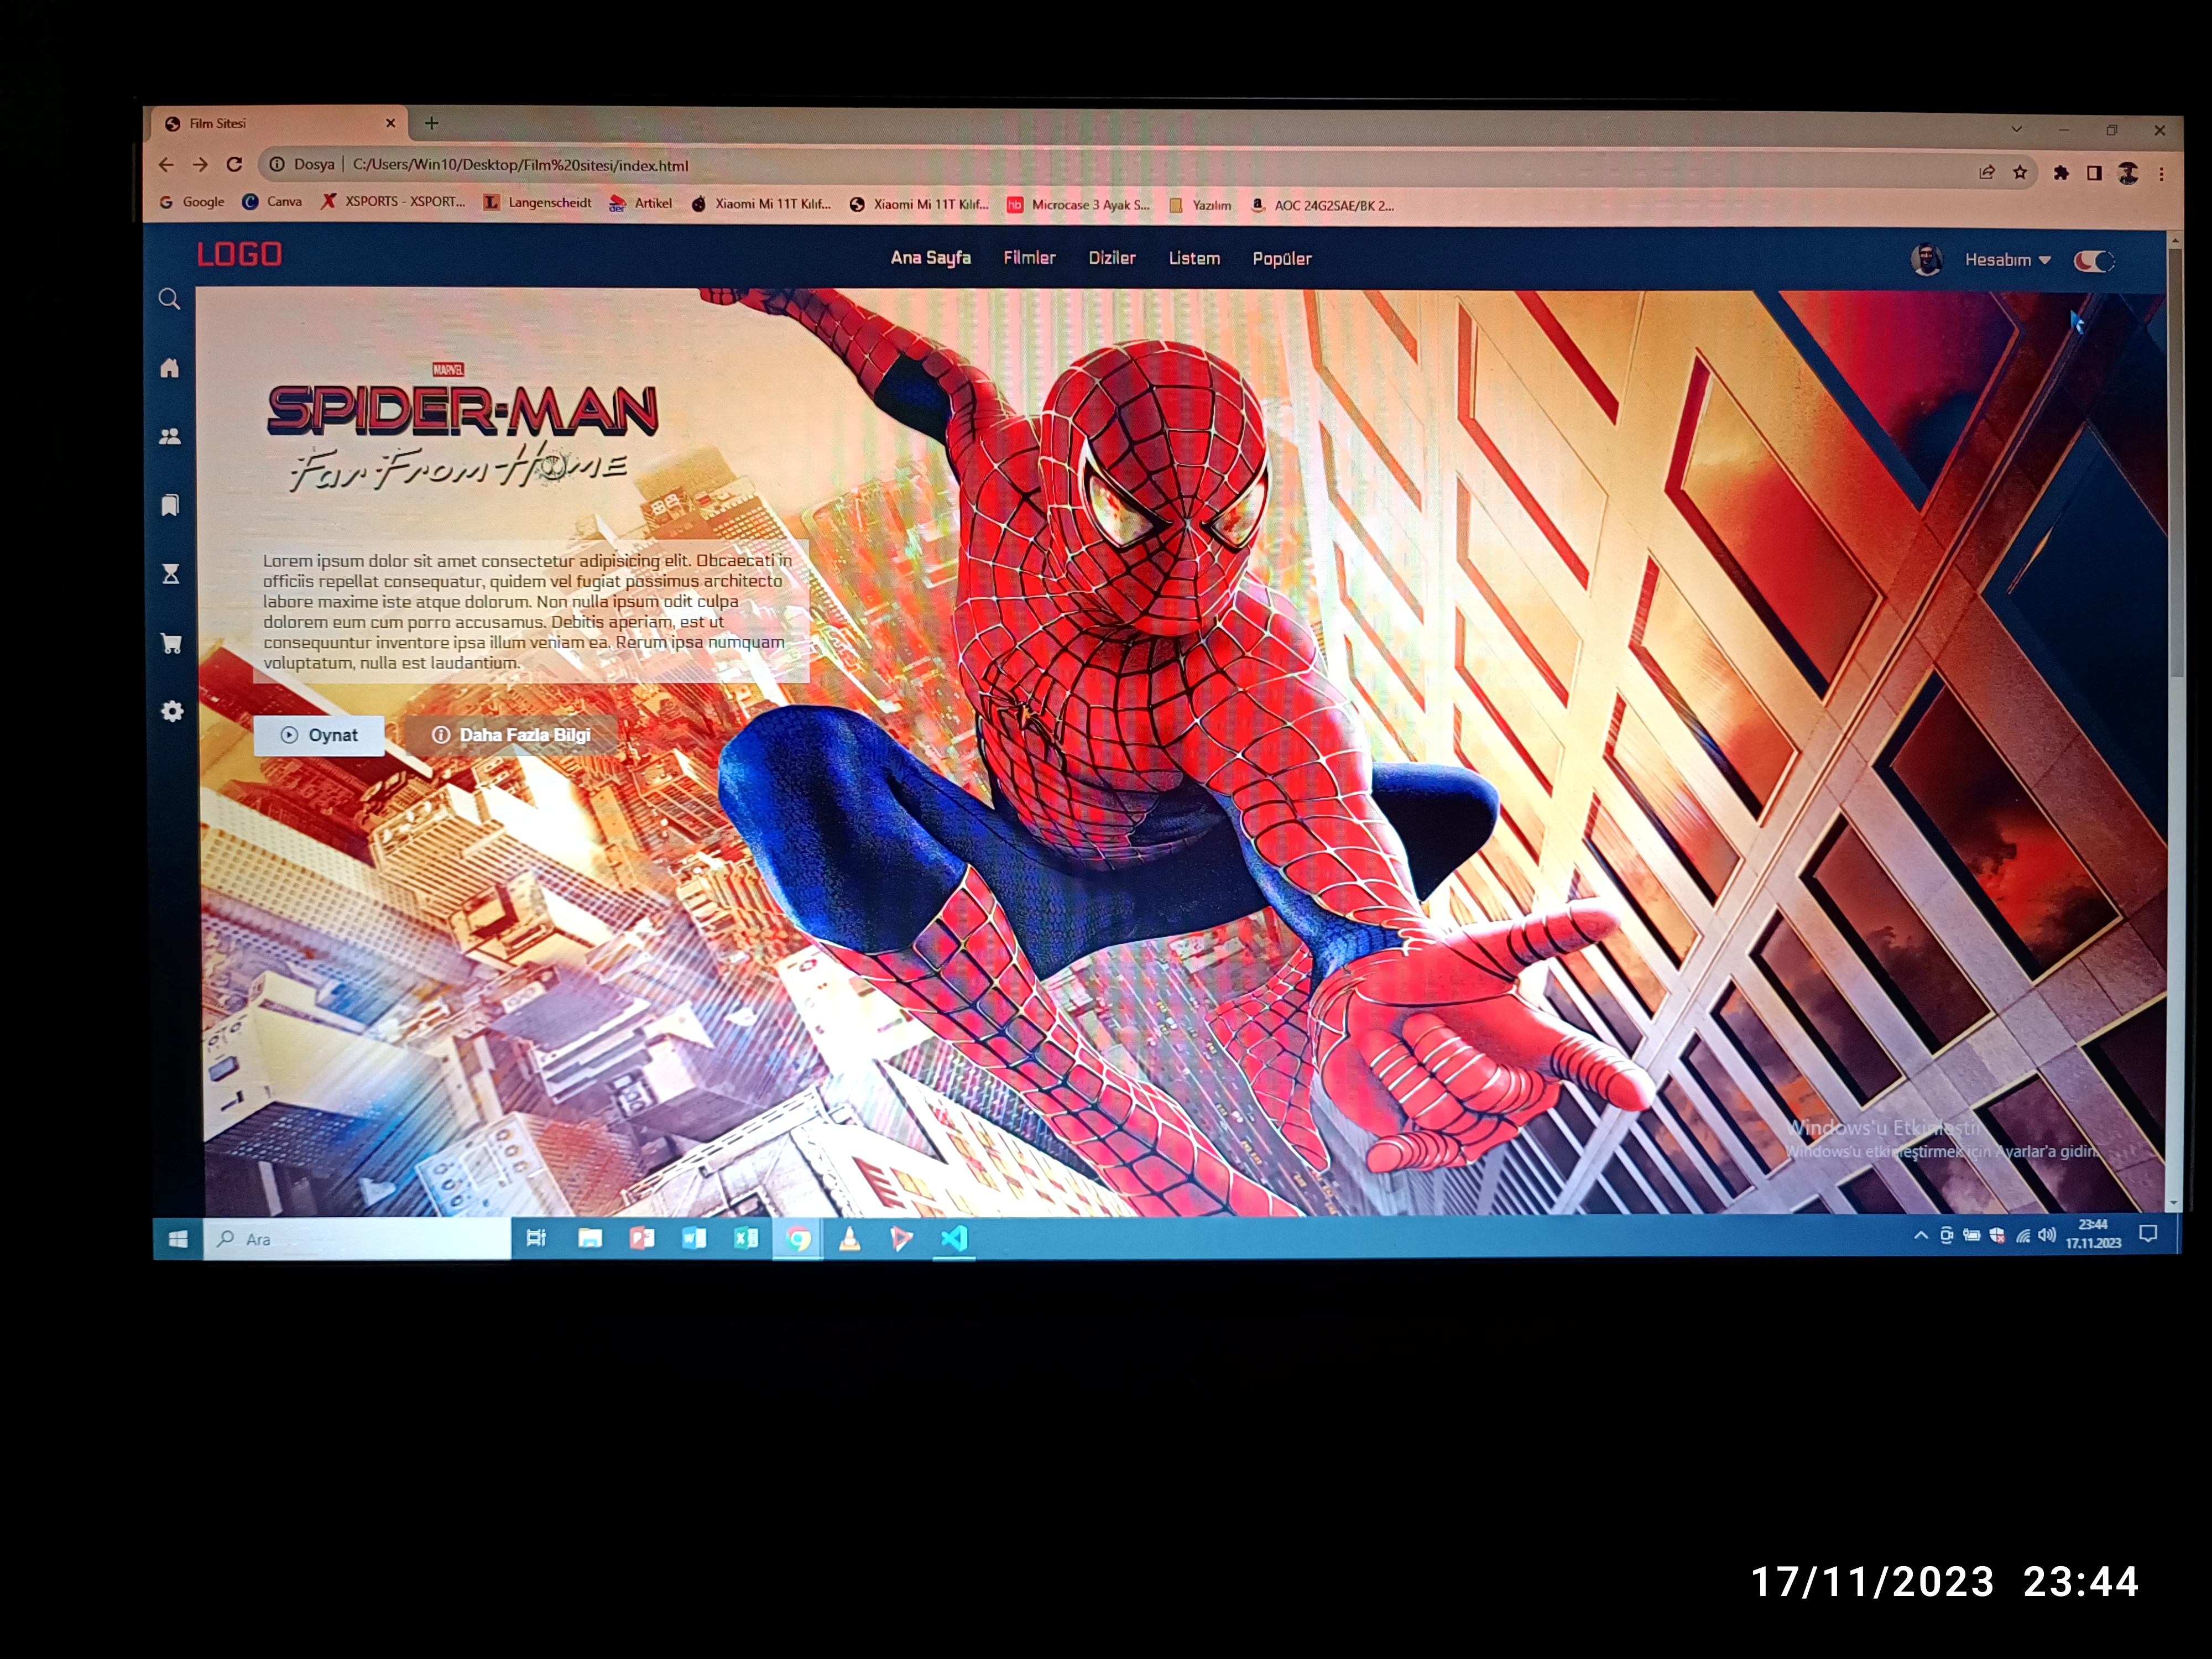 Film Sitesi
Dosya | C:/Users/Win10/Desktop/Film%20sitesi/index.html
Google Canva XSPORTS - XSPORT... Langenscheidt Artikel Xiaomi Mi 11T Kılıf... Xiaomi Mi 11T Kılıf... hb Microcase 3 Ayak S... Yazılım AOC 24G2SAE/BK 2...
LOGO Ana Sayfa Filmler Diziler Listem Popüler Hesabım
MARVEL
SPIDER-MAN
Far From Home
Lorem ipsum dolor sit amet consectetur adipisicing elit. Obcaecati in
officiis repellat consequatur, quidem vel fugiat possimus architecto
labore maxime iste atque dolorum. Non nulla ipsum odit culpa
dolorem eum cum porro accusamus. Debitis aperiam, est ut
consequuntur inventore ipsa illum veniam ea. Rerum ipsa numquam
voluptatum, nulla est laudantium.
Oynat Daha Fazla Bilgi
Windows'u Etkinleştir
Windows'u etkinleştirmek için Ayarlar'a gidin.
Ara
23:44
17.11.2023
17/11/2023 23:44